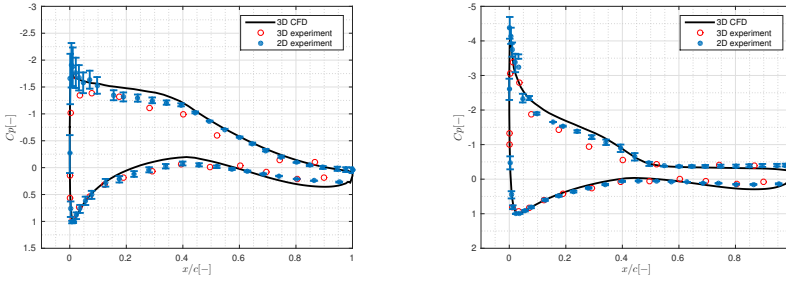 -3
-2.5
-2
-1.5
-1
-0.5
0
0.5
1
1.5
Cp[−]
0 0.2 0.4 0.6 0.8 1
x/c[−]
3D CFD
3D experiment
2D experiment
-5
-4
-3
-2
-1
0
1
2
Cp[−]
0 0.2 0.4 0.6 0.8
x/c[−]
3D CFD
3D experiment
2D experiment